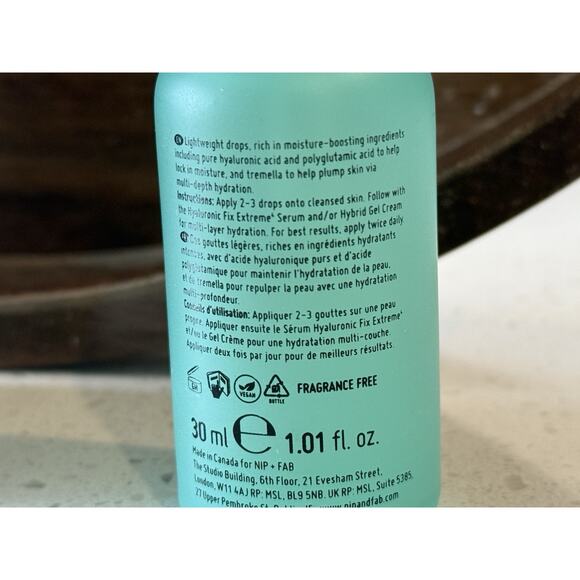 EN Lightweight drops, rich in moisture-boosting ingredients
including pure hyaluronic acid and polyglutamic acid to help
lock in moisture, and tremella to help plump skin via
multi-depth hydration.
Instructions: Apply 2-3 drops onto cleansed skin. Follow with
the Hyaluronic Fix Extreme⁴ Serum and/or Hybrid Gel Cream
for multi-layer hydration. For best results, apply twice daily.
FR Ces gouttes légères, riches en ingrédients hydratants
intenses, avec d'acide hyaluronique purs et d'acide
polyglutamique pour maintenir l'hydratation de la peau,
et de tremella pour repulper la peau avec une hydratation
multi-profondeur.
Conseils d'utilisation: Appliquer 2-3 gouttes sur une peau
propre. Appliquer ensuite le Sérum Hyaluronic Fix Extreme⁴
et/ou le Gel Crème pour une hydratation multi-couche.
Appliquer deux fois par jour pour de meilleurs résultats.
VEGAN
BOTTLE
FRAGRANCE FREE
30 ml e 1.01 fl. oz.
Made in Canada for NIP + FAB
The Studio Building, 6th Floor, 21 Evesham Street,
London, W11 4AJ RP: MSL, BL9 5NB. UK RP: MSL, Suite 5385,
27 Upper Pembroke St, www.nipandfab.com